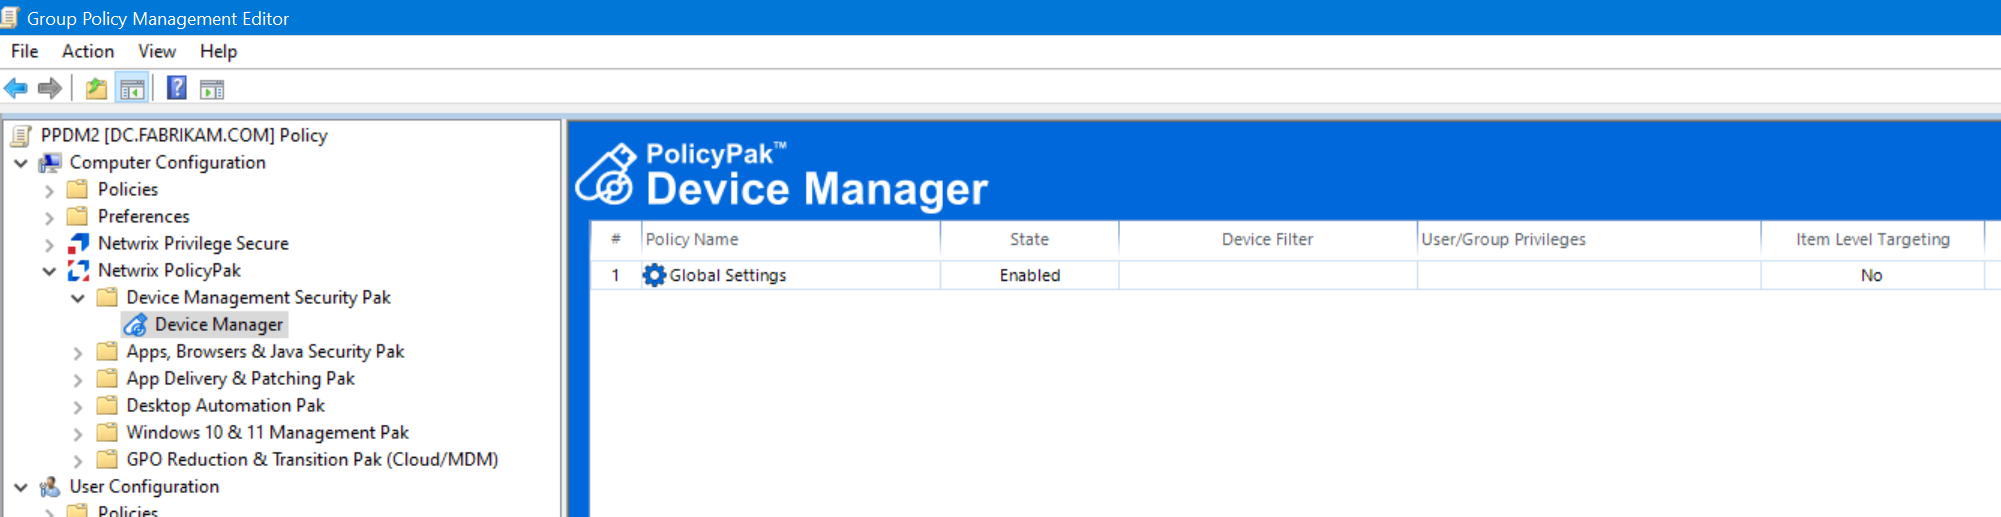 Group Policy Management Editor
File Action View Help
PPDM2 [DC.FABRIKAM.COM] Policy
Computer Configuration
Policies
Preferences
Netwrix Privilege Secure
Netwrix PolicyPak
Device Management Security Pak
Device Manager
Apps, Browsers & Java Security Pak
App Delivery & Patching Pak
Desktop Automation Pak
Windows 10 & 11 Management Pak
GPO Reduction & Transition Pak (Cloud/MDM)
User Configuration
Policies
PolicyPak™
Device Manager
# Policy Name State Device Filter User/Group Privileges Item Level Targeting
1 Global Settings Enabled No